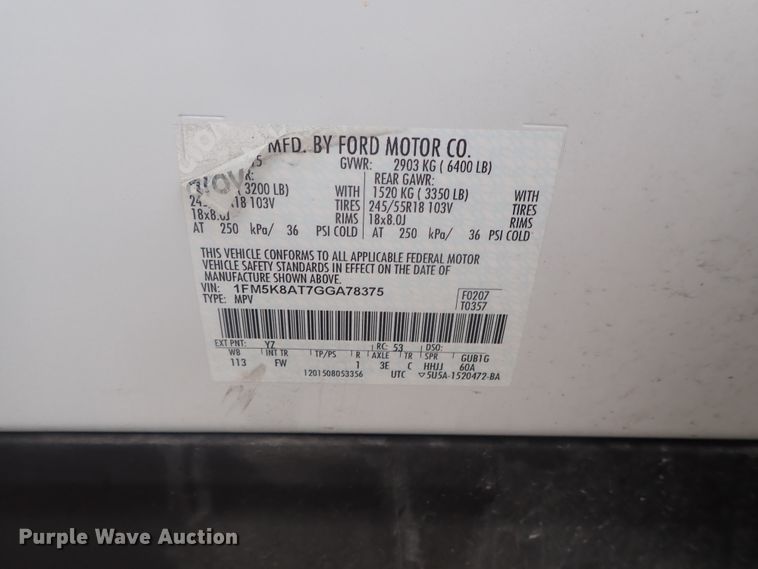 MFD. BY FORD MOTOR CO.
GVWR: 2903 KG ( 6400 LB)
REAR GAWR:
( 3200 LB) WITH 1520 KG ( 3350 LB) WITH
R18 103V TIRES 245/55R18 103V TIRES
18x8.0J RIMS 18x8.0J RIMS
AT 250 kPa/ 36 PSI COLD AT 250 kPa/ 36 PSI COLD
THIS VEHICLE CONFORMS TO ALL APPLICABLE FEDERAL MOTOR
VEHICLE SAFETY STANDARDS IN EFFECT ON THE DATE OF
MANUFACTURE SHOWN ABOVE.
VIN: 1FM5K8AT7GGA78375 F0207
TYPE: MPV T0357
EXT PNT: YZ RC: 53 DSO:
WB INT TR TP/PS R AXLE TR SPR GUB1G
113 FW 1 3E C HHJJ 60A
1201508053356 UTC ▽5U5A-1520472-BA
Purple Wave Auction